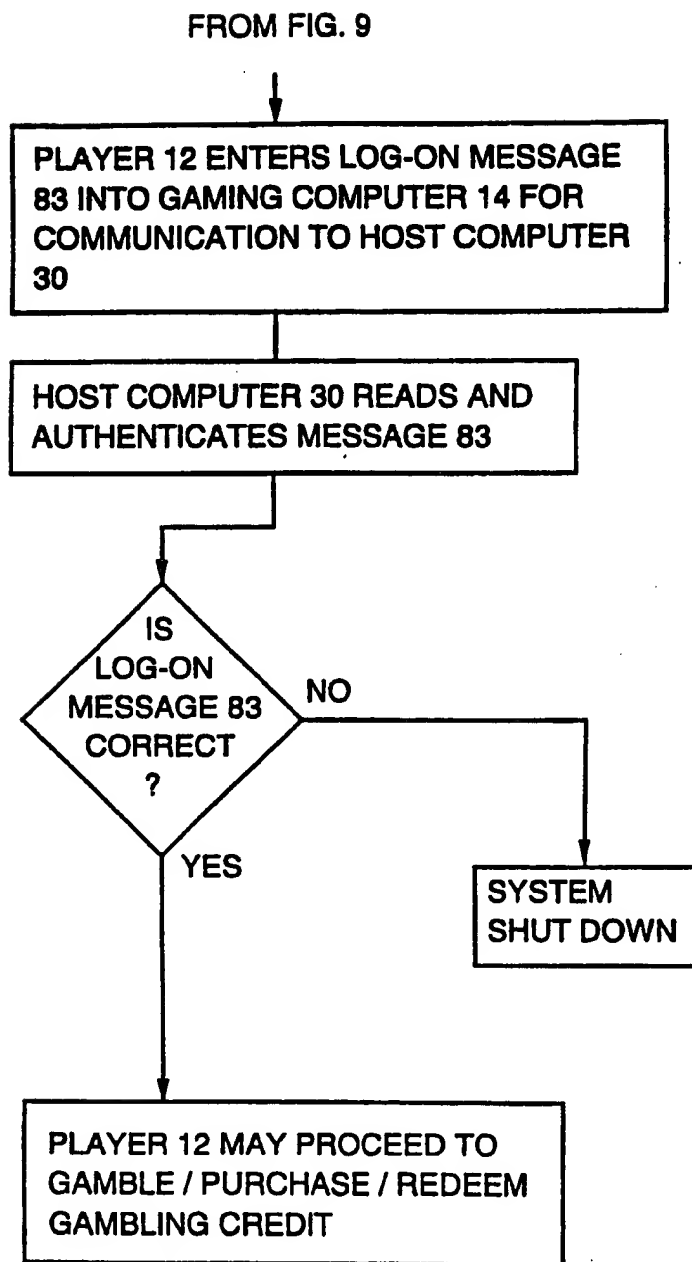 FROM FIG. 9
PLAYER 12 ENTERS LOG-ON MESSAGE
83 INTO GAMING COMPUTER 14 FOR
COMMUNICATION TO HOST COMPUTER
30
HOST COMPUTER 30 READS AND
AUTHENTICATES MESSAGE 83
IS
LOG-ON
MESSAGE 83
CORRECT
?
NO
YES
SYSTEM
SHUT DOWN
PLAYER 12 MAY PROCEED TO
GAMBLE / PURCHASE / REDEEM
GAMBLING CREDIT